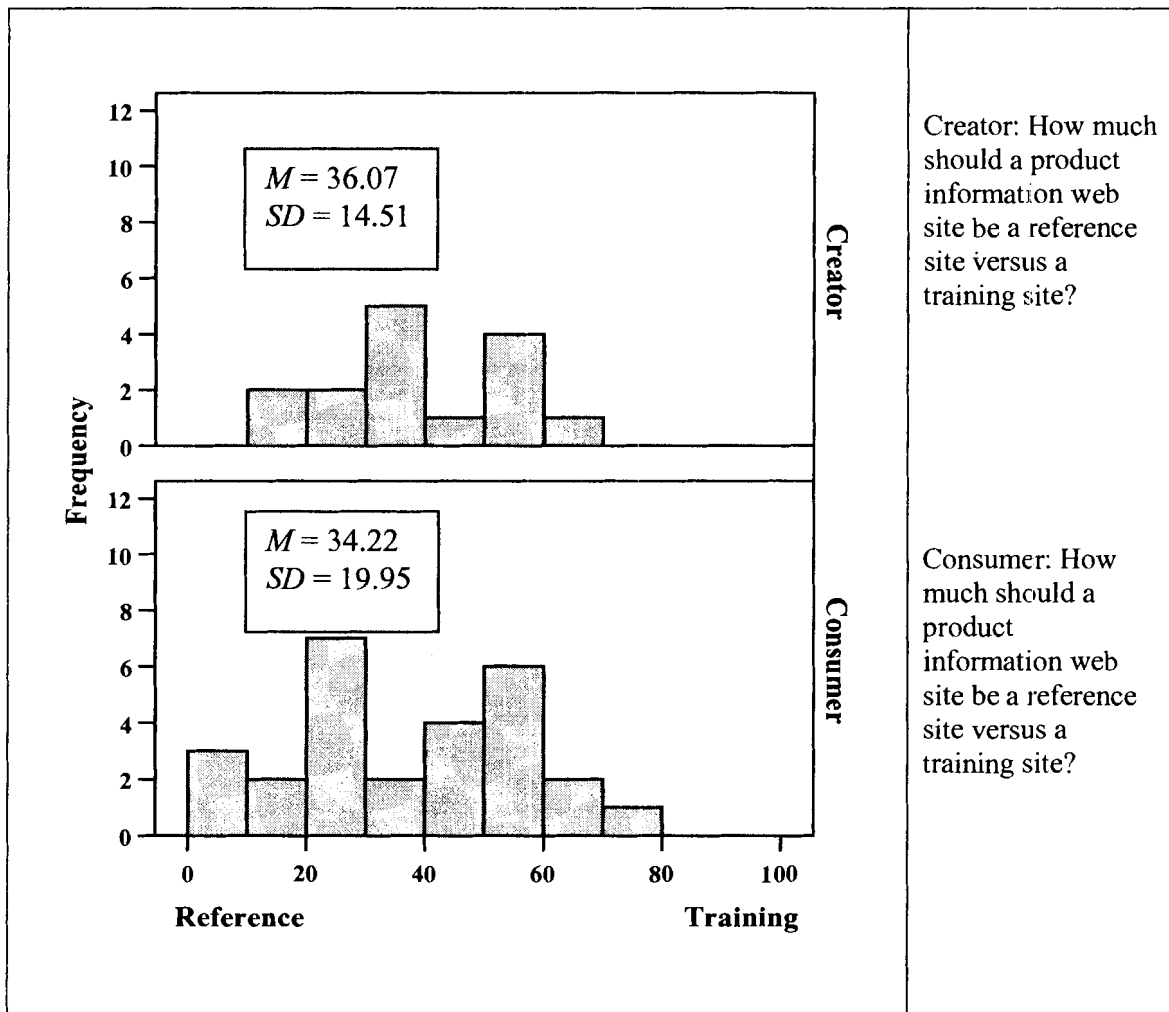 12
10
8
6
4
2
0
M = 36.07
SD = 14.51
Creator
Creator: How much
should a product
information web
site be a reference
site versus a
training site?
Frequency
12
10
8
6
4
2
0
M = 34.22
SD = 19.95
Consumer
Consumer: How
much should a
product
information web
site be a reference
site versus a
training site?
0 20 40 60 80 100
Reference Training